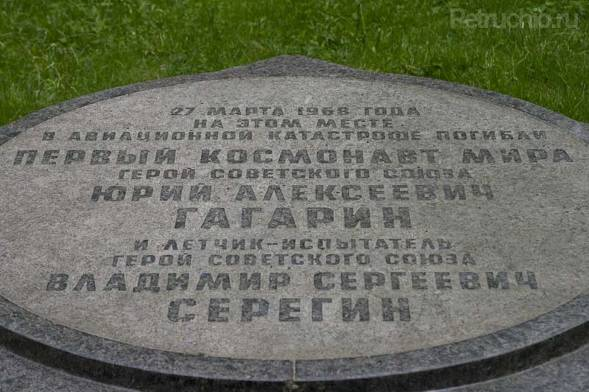 Petruchio.ru
27 МАРТА 1968 ГОДА
НА ЭТОМ МЕСТЕ
В АВИАЦИОННОЙ КАТАСТРОФЕ ПОГИБЛИ
ПЕРВЫЙ КОСМОНАВТ МИРА
ГЕРОЙ СОВЕТСКОГО СОЮЗА
ЮРИЙ АЛЕКСЕЕВИЧ
ГАГАРИН
И ЛЕТЧИК-ИСПЫТАТЕЛЬ
ГЕРОЙ СОВЕТСКОГО СОЮЗА
ВЛАДИМИР СЕРГЕЕВИЧ
СЕРЕГИН